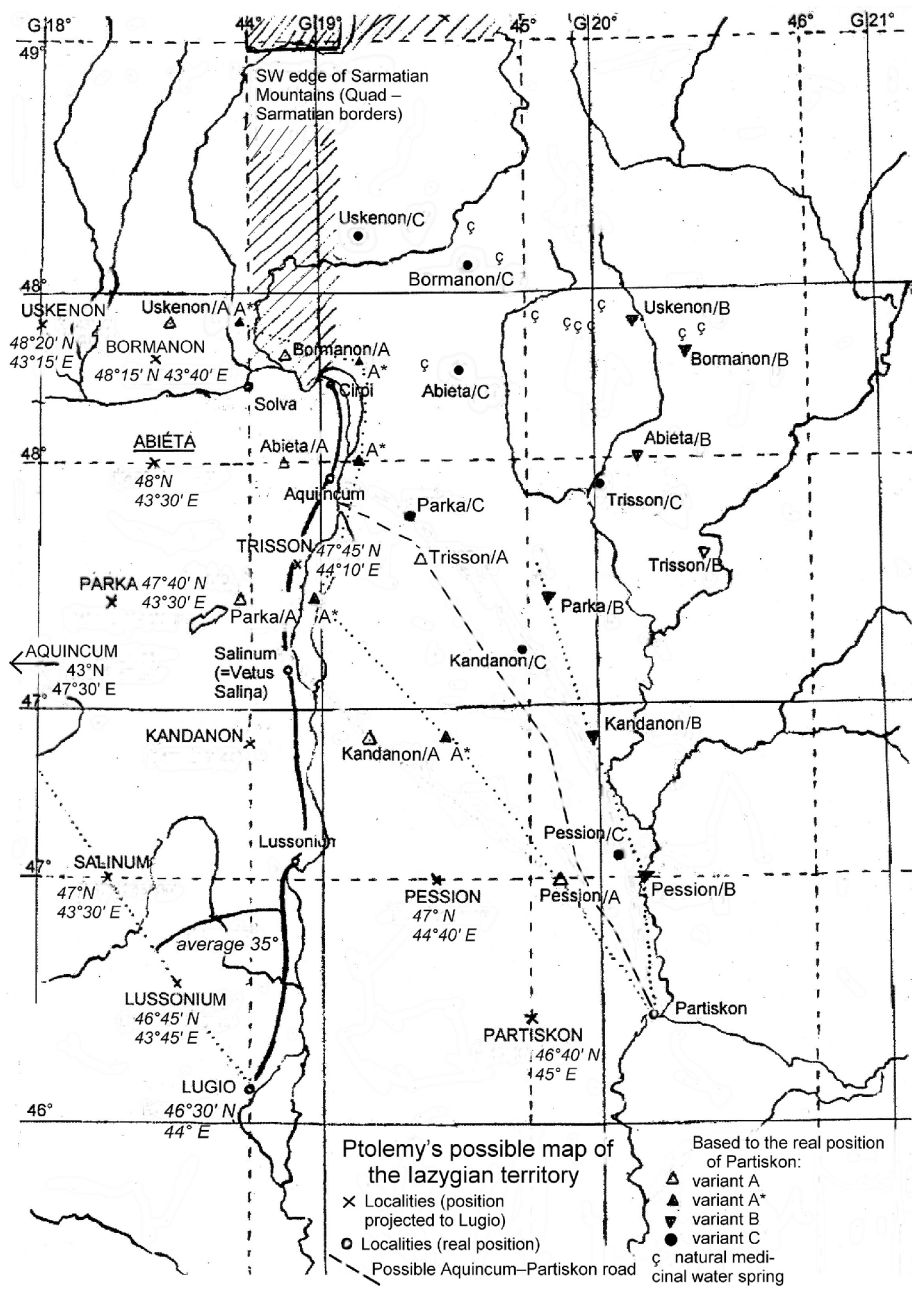 G18° 44° G19° 45° G20° 46° G21°
49°
SW edge of Sarmatian
Mountains (Quad –
Sarmatian borders)
Uskenon/C
ç
ç
Bormanon/C
48°
USKENON
48°20' N
43°15' E
Uskenon/A A*
BORMANON
48°15' N 43°40' E
Bormanon/A
A*
Solva
Cirpi
ç
Abieta/C
ç
ççç
ç
Uskenon/B
ç ç
Bormanon/B
ABIÉTA
48°N
43°30' E
Abieta/A
A*
48°
Aquincum
Abieta/B
Trisson/C
Parka/C
TRISSON 47°45' N
44°10' E
Trisson/A
Trisson/B
PARKA 47°40' N
43°30' E
Parka/A
A*
Parka/B
AQUINCUM
43°N
47°30' E
Salinum
(=Vetus
Salina)
Kandanon/C
47°
KANDANON
Kandanon/A A*
Kandanon/B
Lussonium
Pession/C
SALINUM
47°
47°N
43°30' E
PESSION
47° N
44°40' E
Pession/A
Pession/B
average 35°
LUSSONIUM
46°45' N
43°45' E
PARTISKON
46°40' N
45° E
Partiskon
LUGIO
46°30' N
44° E
46°
Ptolemy's possible map of
the Iazygian territory
× Localities (position
projected to Lugio)
Localities (real position)
Possible Aquincum–Partiskon road
Based to the real position
of Partiskon:
△ variant A
▲ variant A*
▼ variant B
● variant C
ç natural medi-
cinal water spring